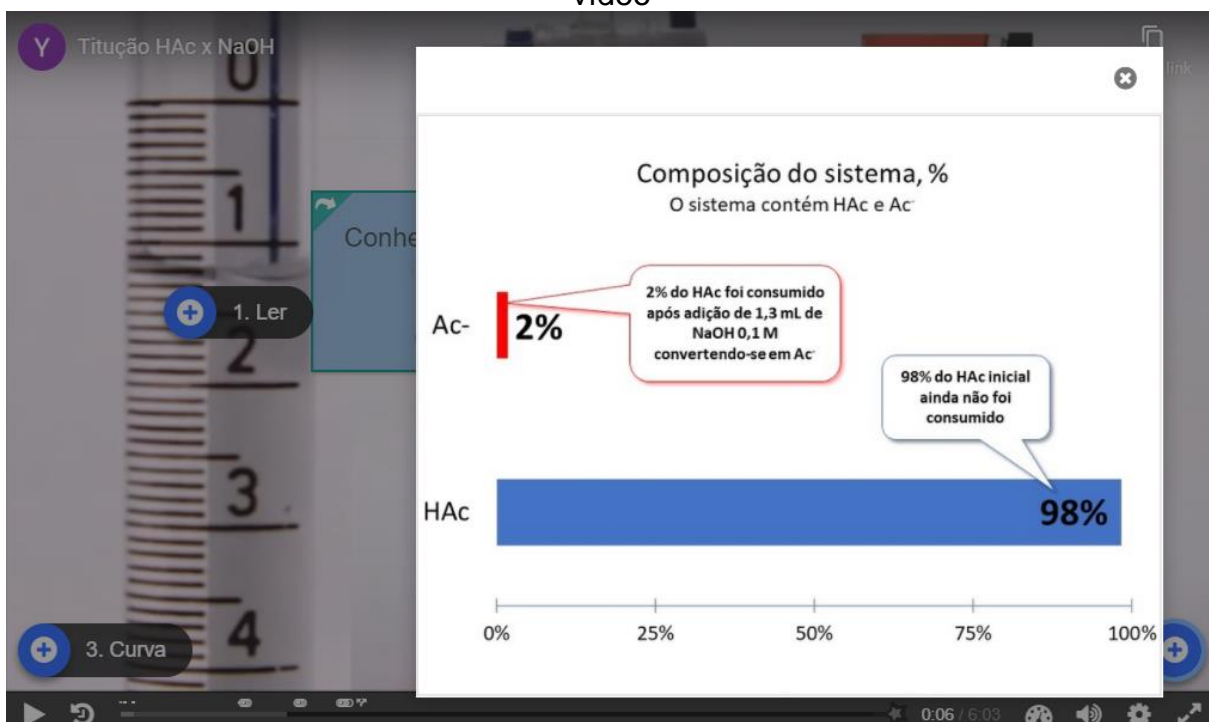 vídeo
Y
Titução HAc x NaOH
link
0
1
Conhe
1. Ler
2
3
4
3. Curva
Composição do sistema, %
O sistema contém HAc e Ac-
Ac-
2%
2% do HAc foi consumido
após adição de 1,3 mL de
NaOH 0,1 M
convertendo-se em Ac-
98% do HAc inicial
ainda não foi
consumido
HAc
98%
0%
25%
50%
75%
100%
0:06 / 6:03